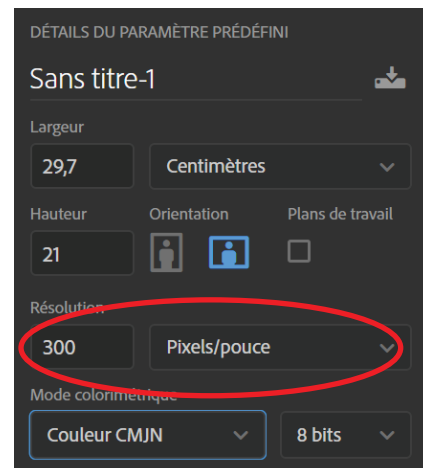 DÉTAILS DU PARAMÈTRE PRÉDÉFINI
Sans titre-1
Largeur
29,7 Centimètres
Hauteur Orientation Plans de travail
21
Résolution
300 Pixels/pouce
Mode colorimétrique
Couleur CMJN 8 bits